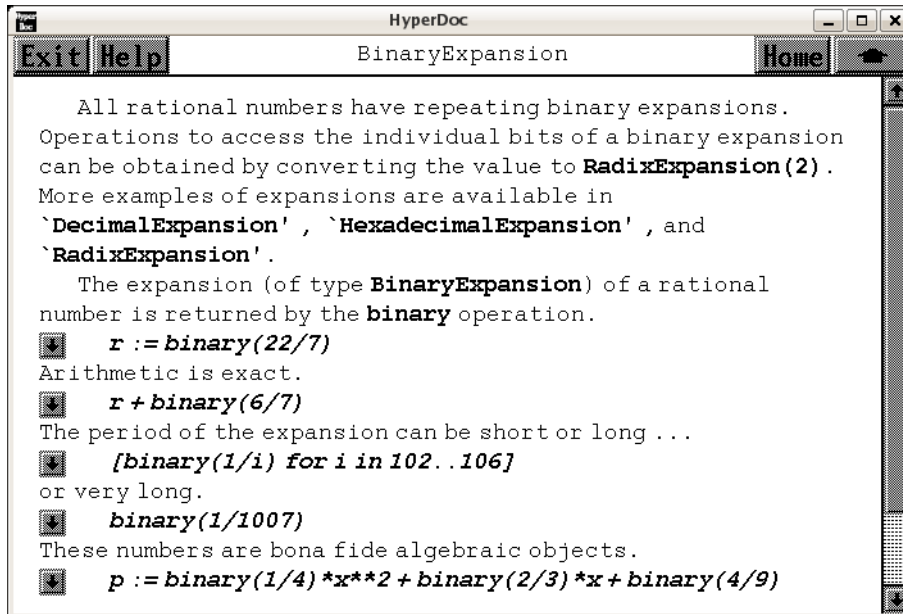 Hyper Doc
HyperDoc
Exit Help
BinaryExpansion
Home
All rational numbers have repeating binary expansions.
Operations to access the individual bits of a binary expansion
can be obtained by converting the value to RadixExpansion(2).
More examples of expansions are available in
`DecimalExpansion' , `HexadecimalExpansion' , and
`RadixExpansion'.
The expansion (of type BinaryExpansion) of a rational
number is returned by the binary operation.
r := binary(22/7)
Arithmetic is exact.
r + binary(6/7)
The period of the expansion can be short or long ...
[binary(1/i) for i in 102..106]
or very long.
binary(1/1007)
These numbers are bona fide algebraic objects.
p := binary(1/4)*x**2 + binary(2/3)*x + binary(4/9)